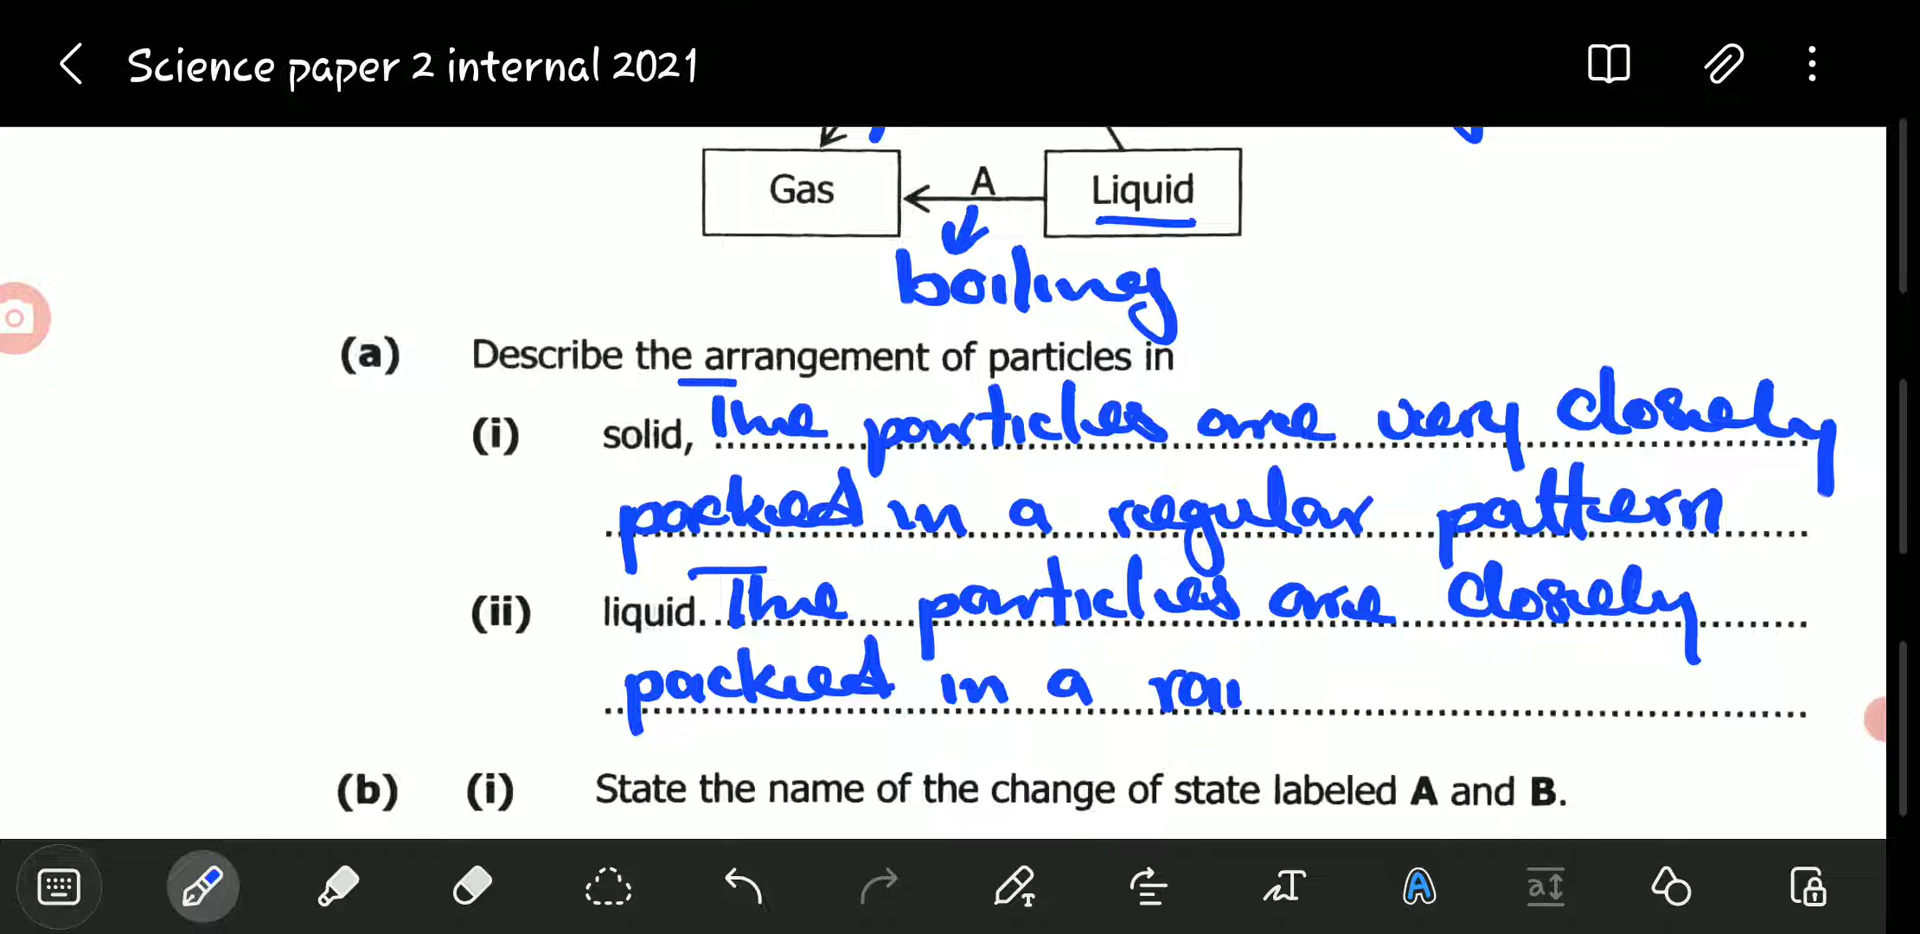 Science paper 2 internal 2021
Gas
A
Liquid
boiling
(a) Describe the arrangement of particles in
(i) solid, The particles are very closely
packed in a regular pattern
(ii) liquid. The particles are closely
packed in a ran
(b) (i) State the name of the change of state labeled A and B.